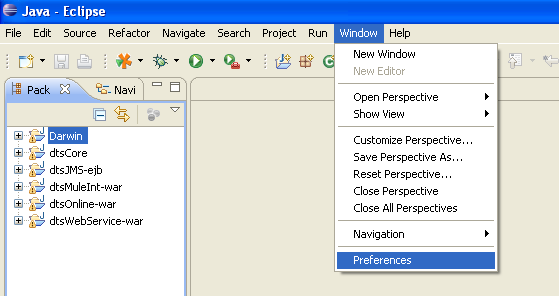 Java - Eclipse
File Edit Source Refactor Navigate Search Project Run Window Help
Pack Navi
Darwin
dtsCore
dtsJMS-ejb
dtsMuleInt-war
dtsOnline-war
dtsWebService-war
New Window
New Editor
Open Perspective
Show View
Customize Perspective...
Save Perspective As...
Reset Perspective...
Close Perspective
Close All Perspectives
Navigation
Preferences